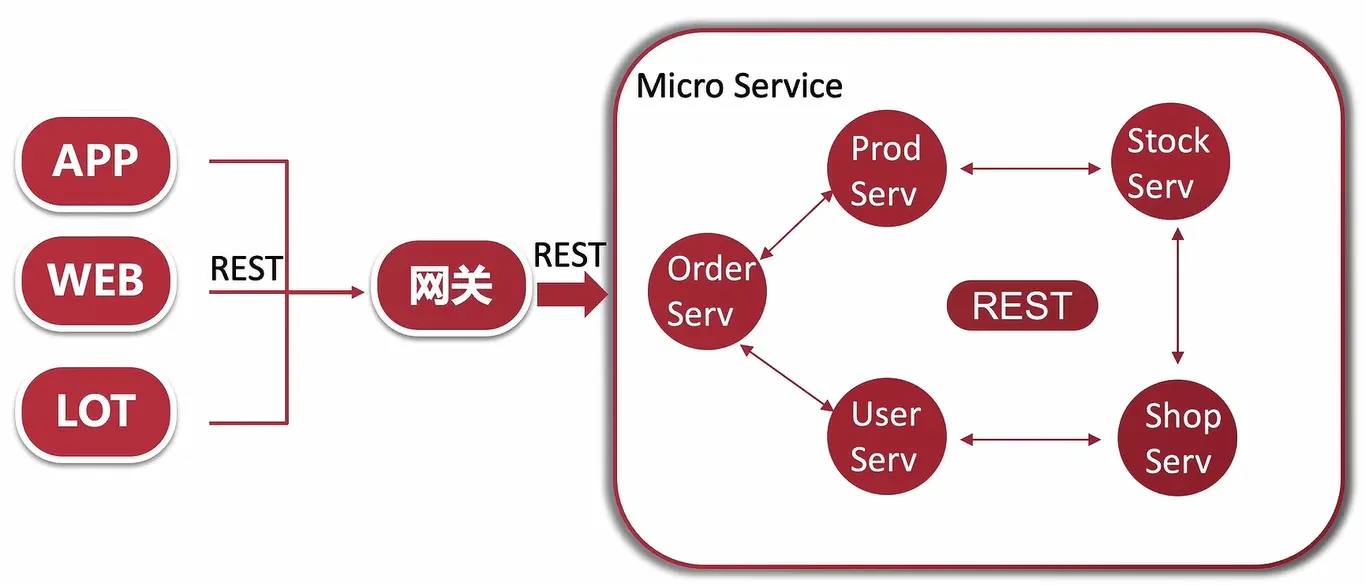 APP
WEB
LOT
REST
网关
REST
Micro Service
Prod
Serv
Stock
Serv
Order
Serv
REST
User
Serv
Shop
Serv